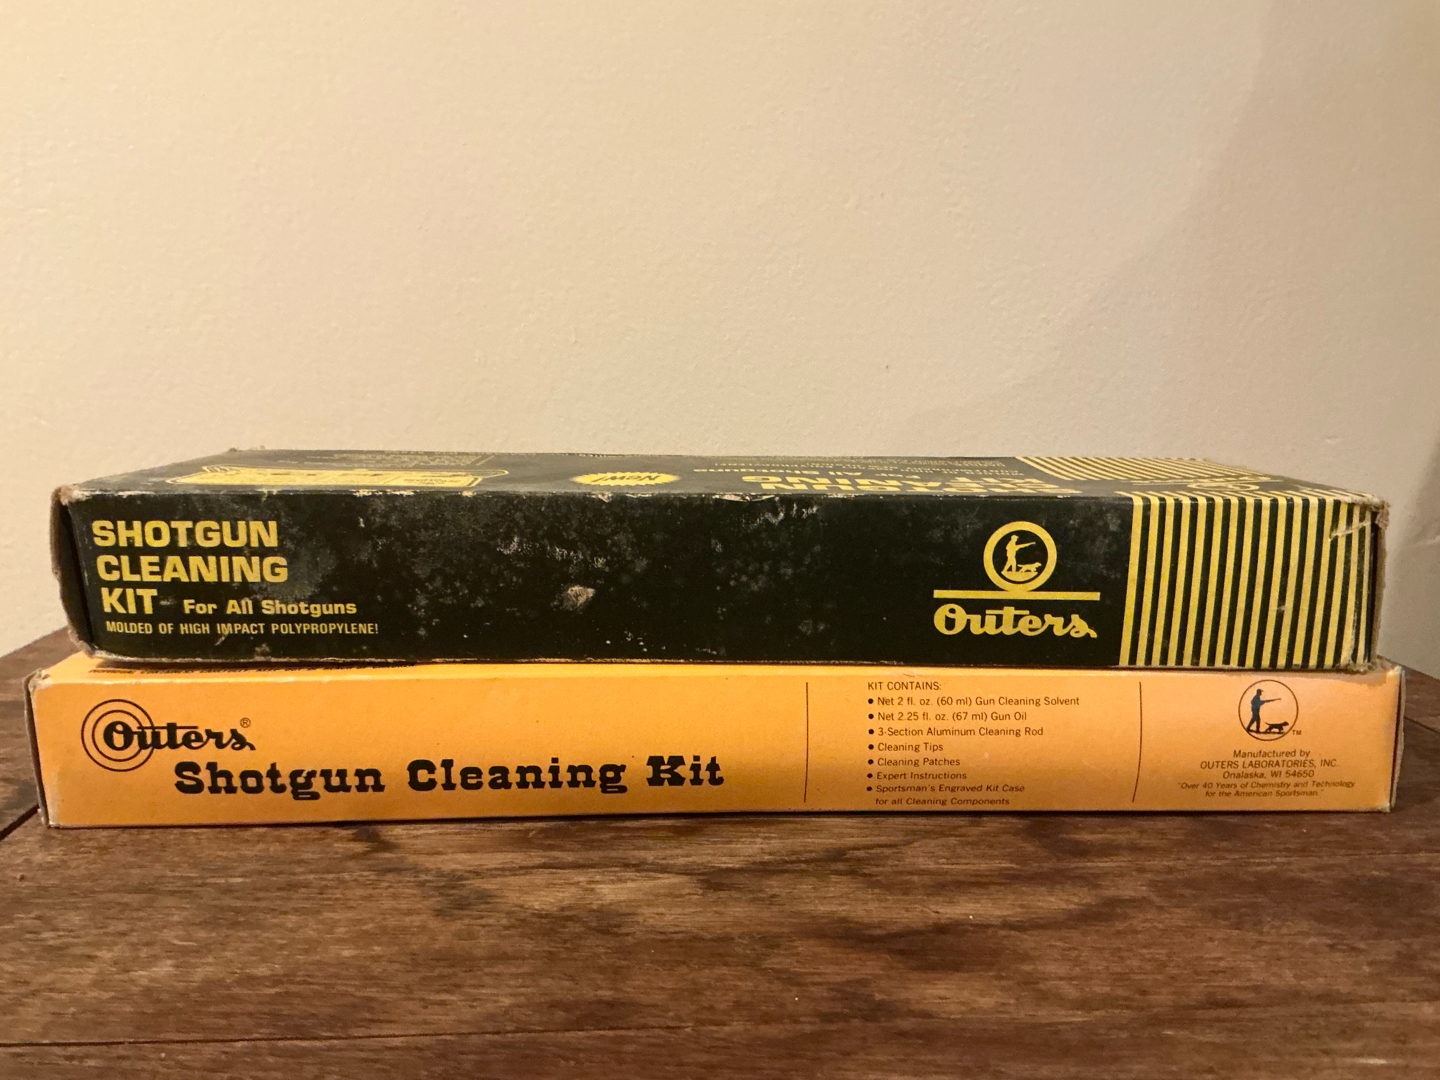 New!
SHOTGUN
CLEANING
KIT For All Shotguns
MOLDED OF HIGH IMPACT POLYPROPYLENE!
Outers
Outers®
Shotgun Cleaning Kit
KIT CONTAINS:
• Net 2 fl. oz. (60 ml) Gun Cleaning Solvent
• Net 2.25 fl. oz. (67 ml) Gun Oil
• 3-Section Aluminum Cleaning Rod
• Cleaning Tips
• Cleaning Patches
• Expert Instructions
• Sportsman's Engraved Kit Case
for all Cleaning Components
TM
Manufactured by
OUTERS LABORATORIES, INC.
Onalaska, WI 54650
"Over 40 Years of Chemistry and Technology
for the American Sportsman."